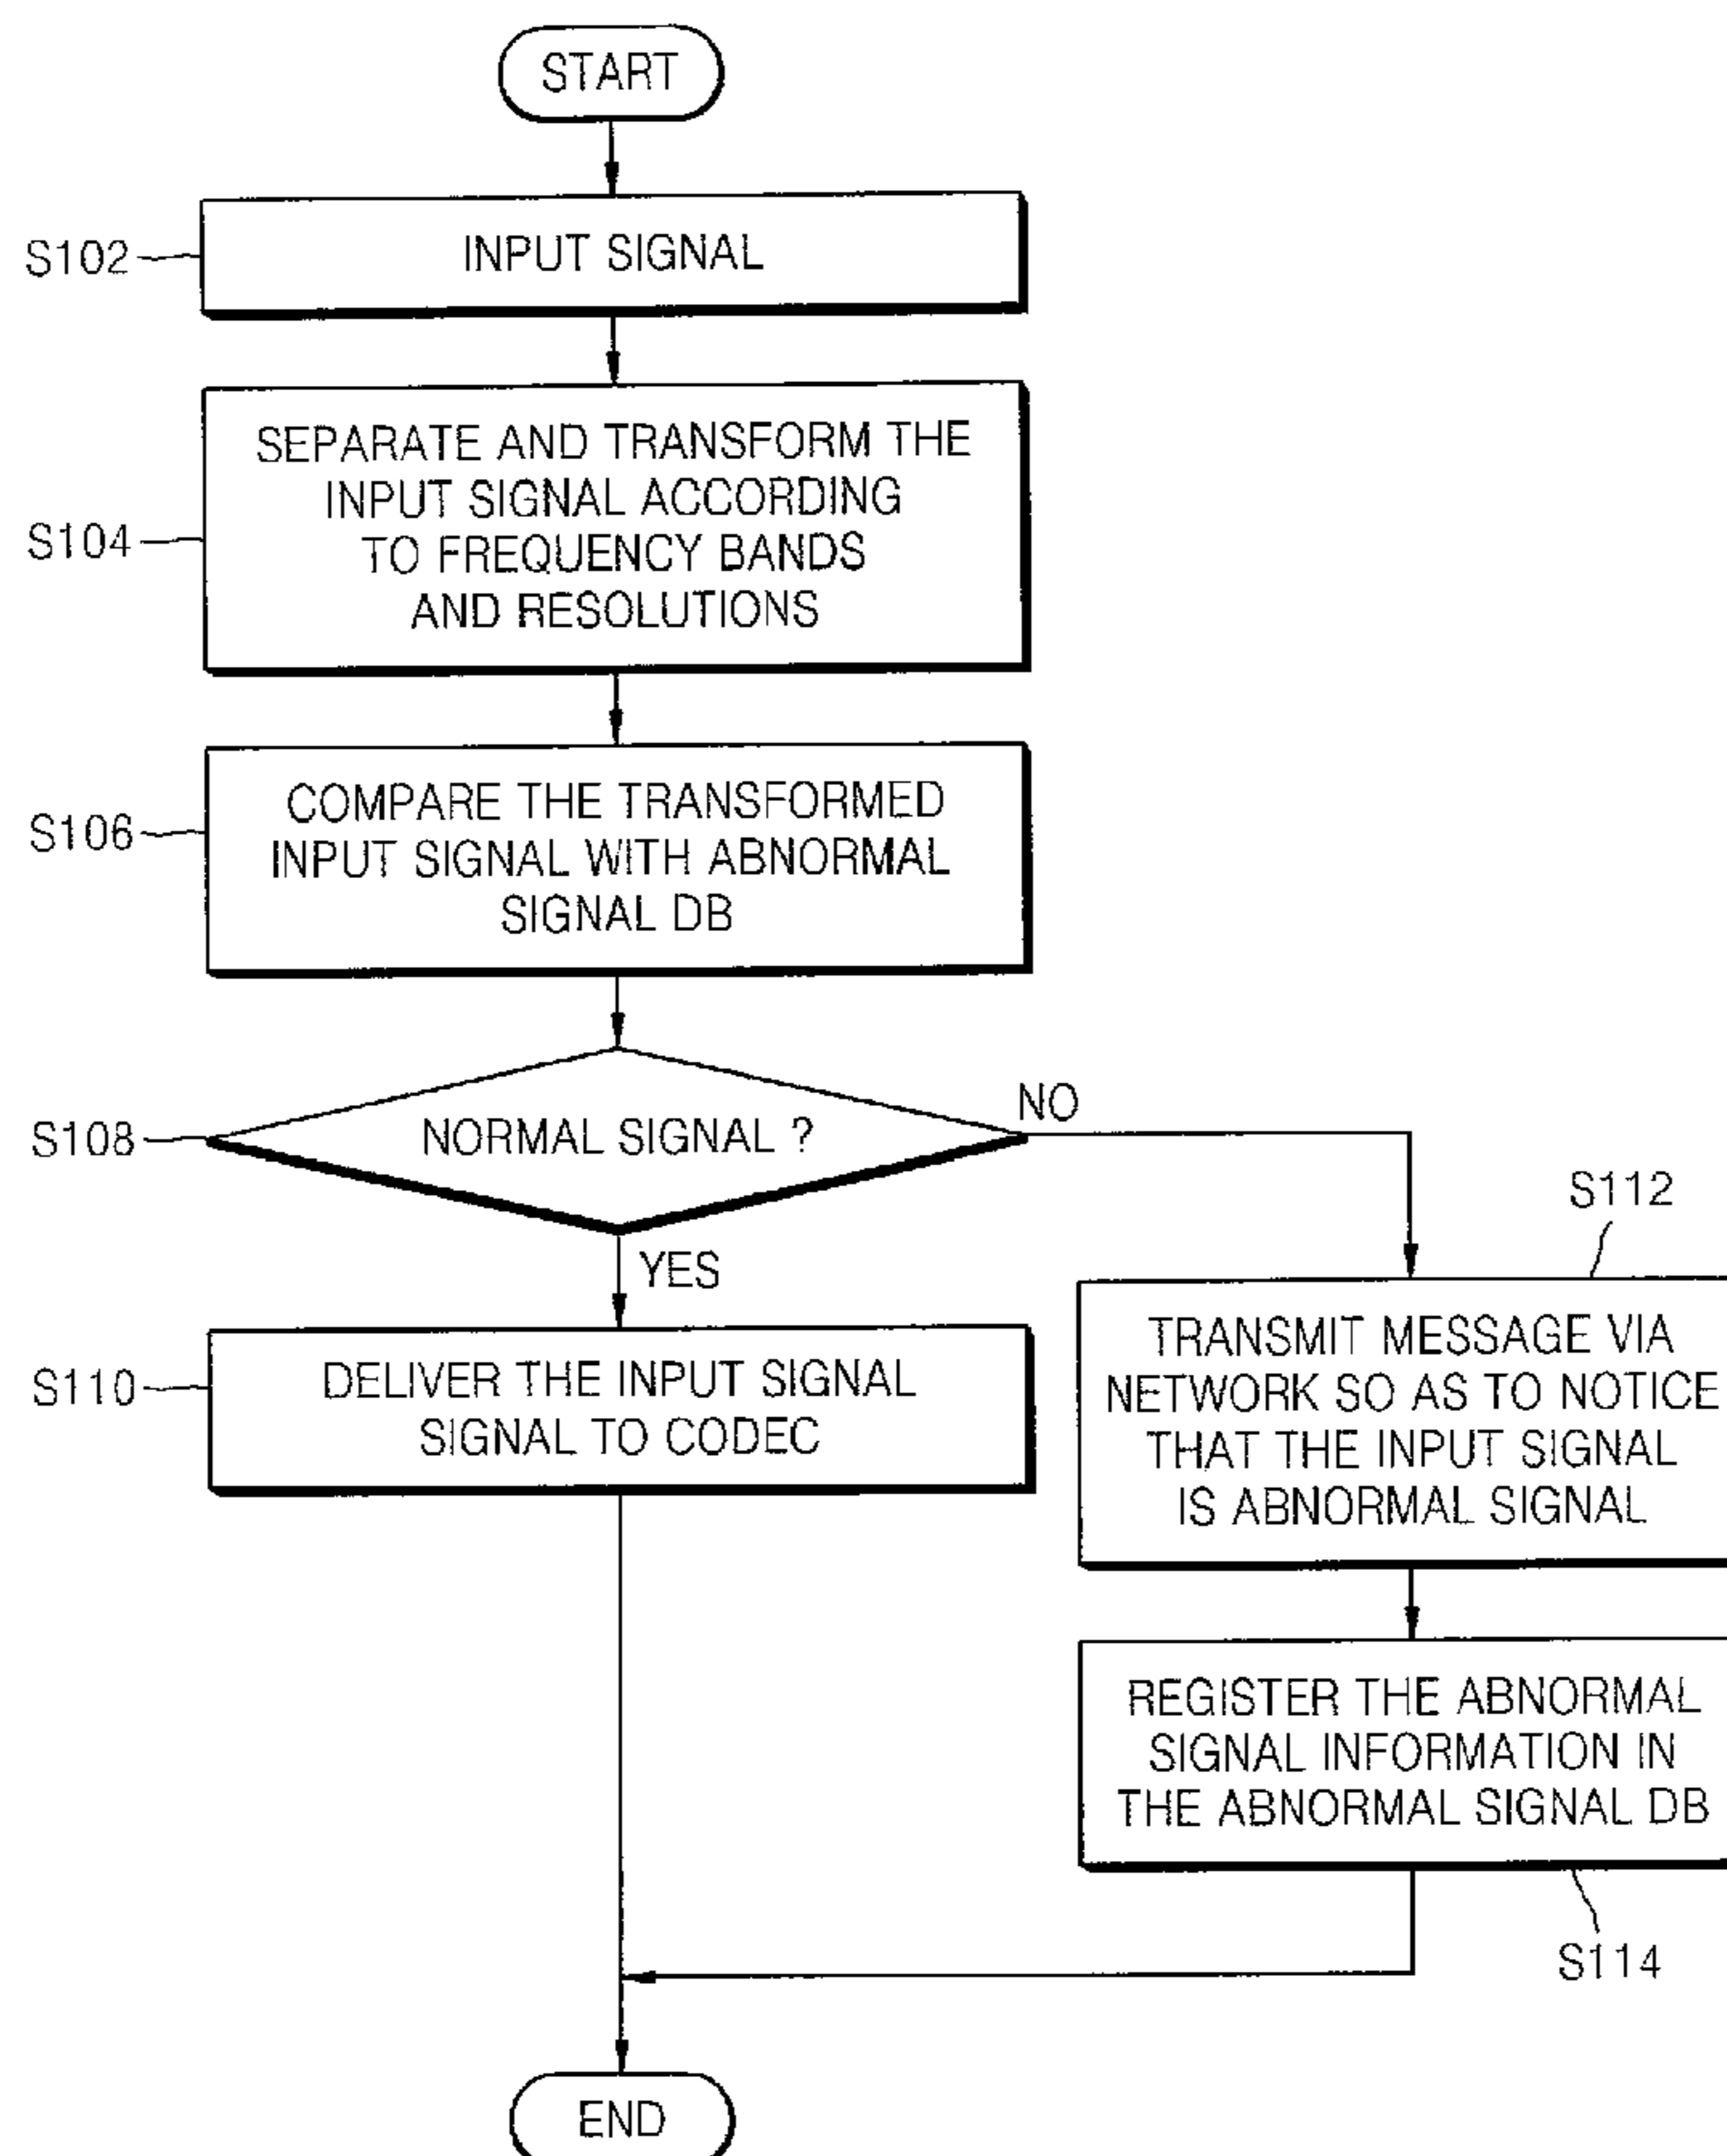 START
S102
INPUT SIGNAL
S104
SEPARATE AND TRANSFORM THE
INPUT SIGNAL ACCORDING
TO FREQUENCY BANDS
AND RESOLUTIONS
S106
COMPARE THE TRANSFORMED
INPUT SIGNAL WITH ABNORMAL
SIGNAL DB
S108
NORMAL SIGNAL ?
NO
YES
S110
DELIVER THE INPUT SIGNAL
SIGNAL TO CODEC
S112
TRANSMIT MESSAGE VIA
NETWORK SO AS TO NOTICE
THAT THE INPUT SIGNAL
IS ABNORMAL SIGNAL
REGISTER THE ABNORMAL
SIGNAL INFORMATION IN
THE ABNORMAL SIGNAL DB
S114
END